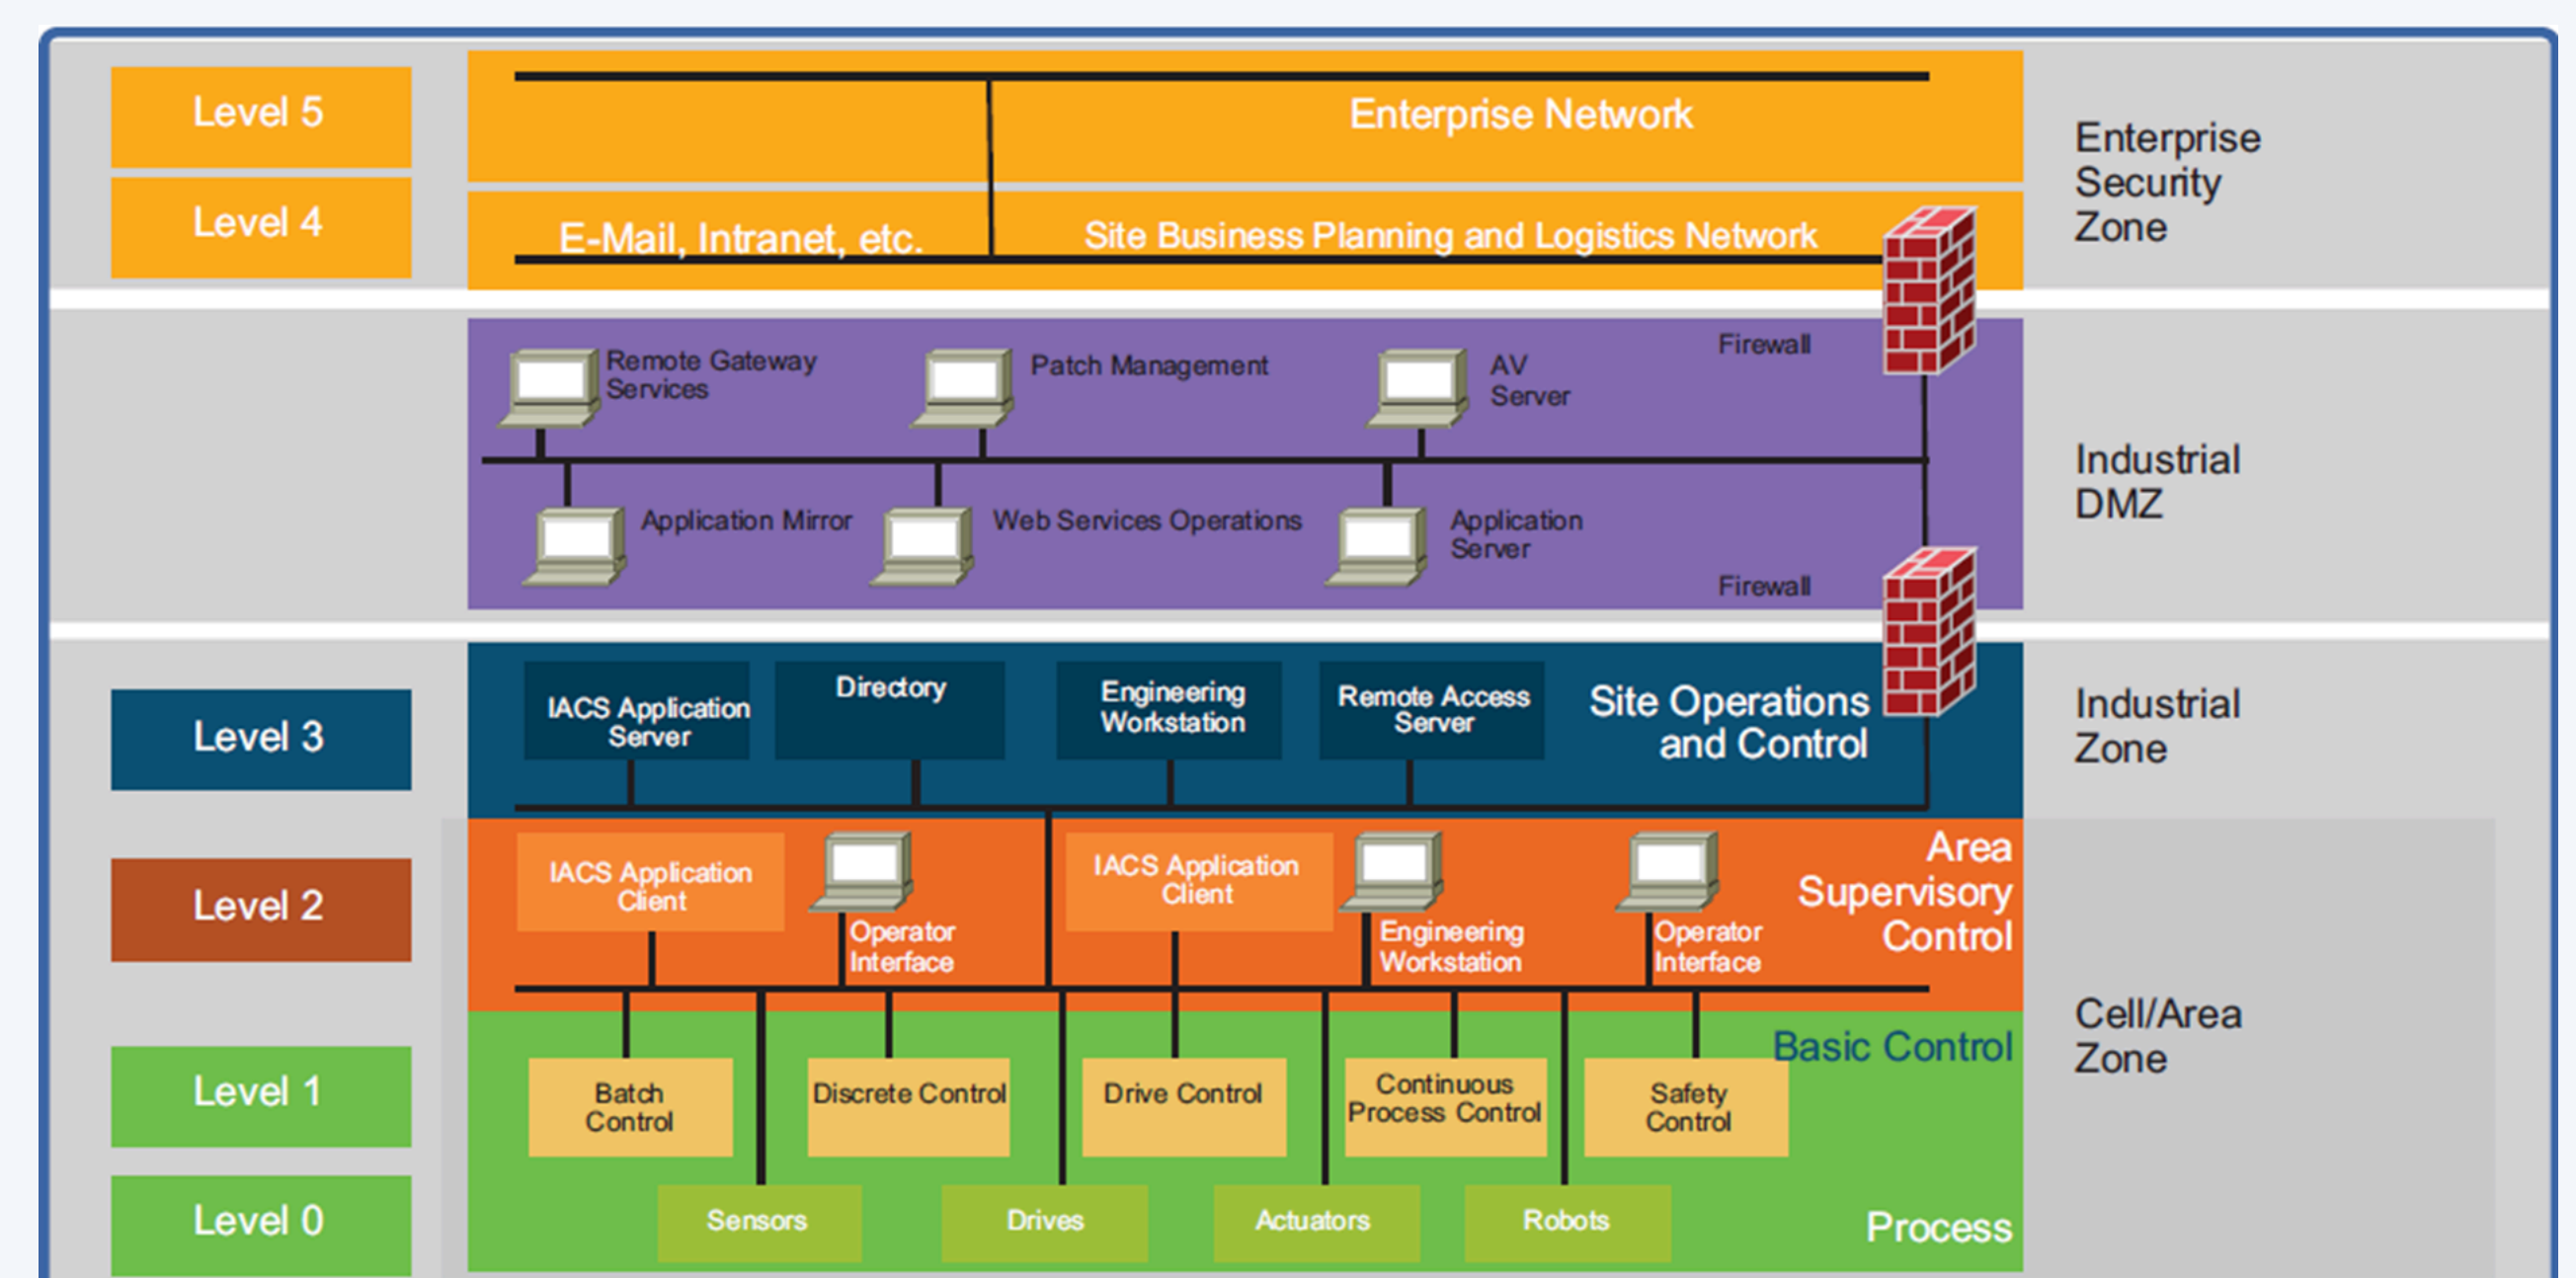 Level 5
Enterprise Network
Enterprise
Security
Zone
Level 4
E-Mail, Intranet, etc.
Site Business Planning and Logistics Network
Remote Gateway
Services
Patch Management
AV
Server
Firewall
Industrial
DMZ
Application Mirror
Web Services Operations
Application
Server
Firewall
Level 3
IACS Application
Server
Directory
Engineering
Workstation
Remote Access
Server
Site Operations
and Control
Industrial
Zone
Level 2
IACS Application
Client
Operator
Interface
IACS Application
Client
Engineering
Workstation
Operator
Interface
Area
Supervisory
Control
Cell/Area
Zone
Level 1
Basic Control
Batch
Control
Discrete Control
Drive Control
Continuous
Process Control
Safety
Control
Level 0
Sensors
Drives
Actuators
Robots
Process